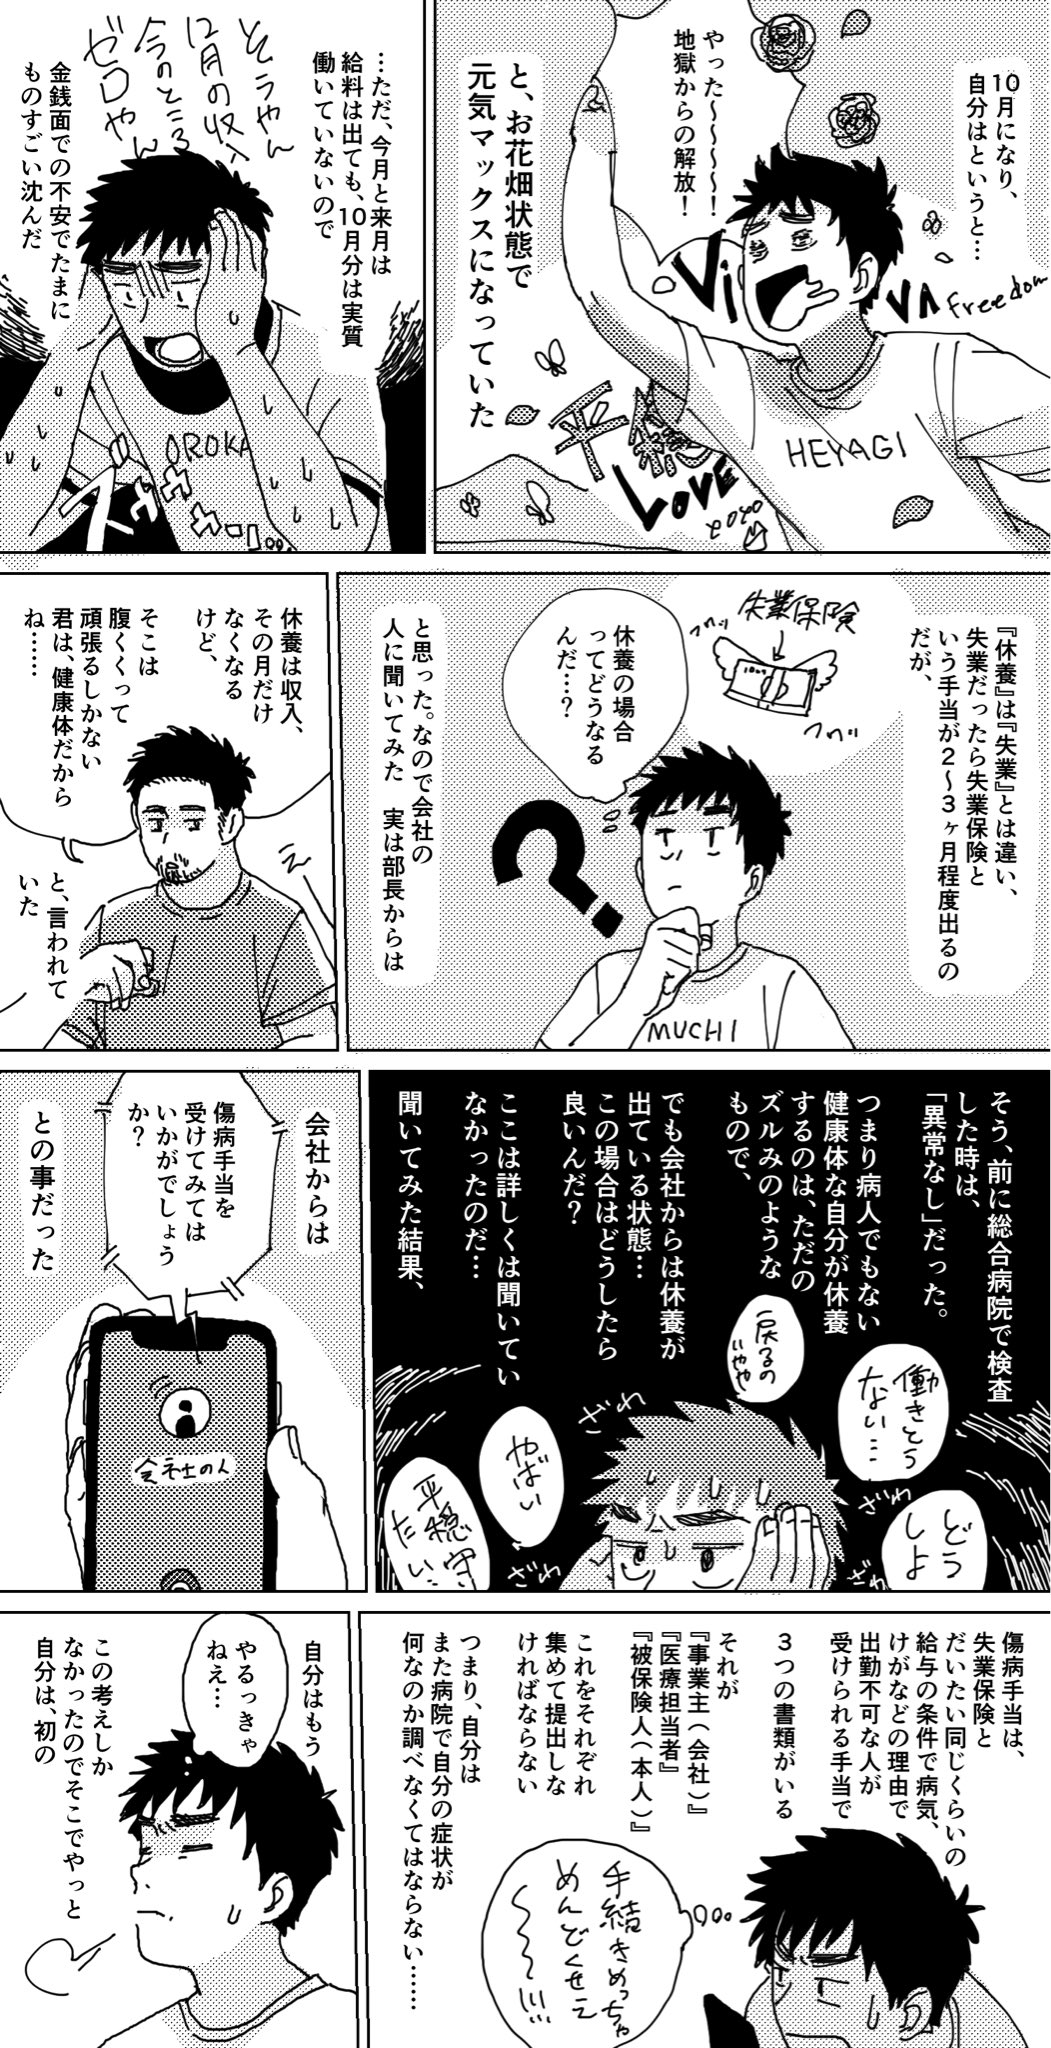 10月になり、
自分はというと…
やった〜〜〜〜〜!
地獄からの解放!
と、お花畑状態で
元気マックスになっていた
Vi
VA
Freedom
HEYAGI
平穏
LOVE
2020
…ただ、今月と来月は
給料は出ても、10月分は実質
働いていないので
とそうやん
12月の収入
今のところ
ゼロやん
金銭面での不安でたまに
ものすごい沈んだ
OROKA
『休養』は『失業』とは違い、
失業だったら失業保険と
いう手当が2〜3ヶ月程度出るの
だが、
失業保険
休養の場合
ってどうなる
んだ…?
と思った。なので会社の
人に聞いてみた 実は部長からは
?
MUCHI
休養は収入、
その月だけ
なくなる
けど、
そこは
腹くくって
頑張るしかない
君は、健康体だから
ね……
と、言われて
いた
そう、前に総合病院で検査
した時は、
「異常なし」だった。
つまり病人でもない
健康体な自分が休養
するのは、ただの
ズルみのような
もので、
でも会社からは休養が
出ている状態…
この場合はどうしたら
良いんだ?
ここは詳しくは聞いてい
なかったのだ…
聞いてみた結果、
働きとう
ない…
どう
しよ
戻るの
いやや
やばい
平穏守
たい…
ざわ
ざわ
ざわ
ざわ
会社からは
傷病手当を
受けてみては
いかがでしょう
か?
との事だった
会社の人
傷病手当は、
失業保険と
だいたい同じくらいの
給与の条件で病気、
けがなどの理由で
出勤不可な人が
受けられる手当で
3つの書類がいる
それが
『事業主(会社)』
『医療担当者』
『被保険人(本人)』
これをそれぞれ
集めて提出しな
ければならない
つまり、自分は
また病院で自分の症状が
何なのか調べなくてはならない……
手続きめっちゃ
めんどくせえ
〜〜〜!!!
自分はもう
やるっきゃ
ねえ…
この考えしか
なかったのでそこでやっと
自分は、初の